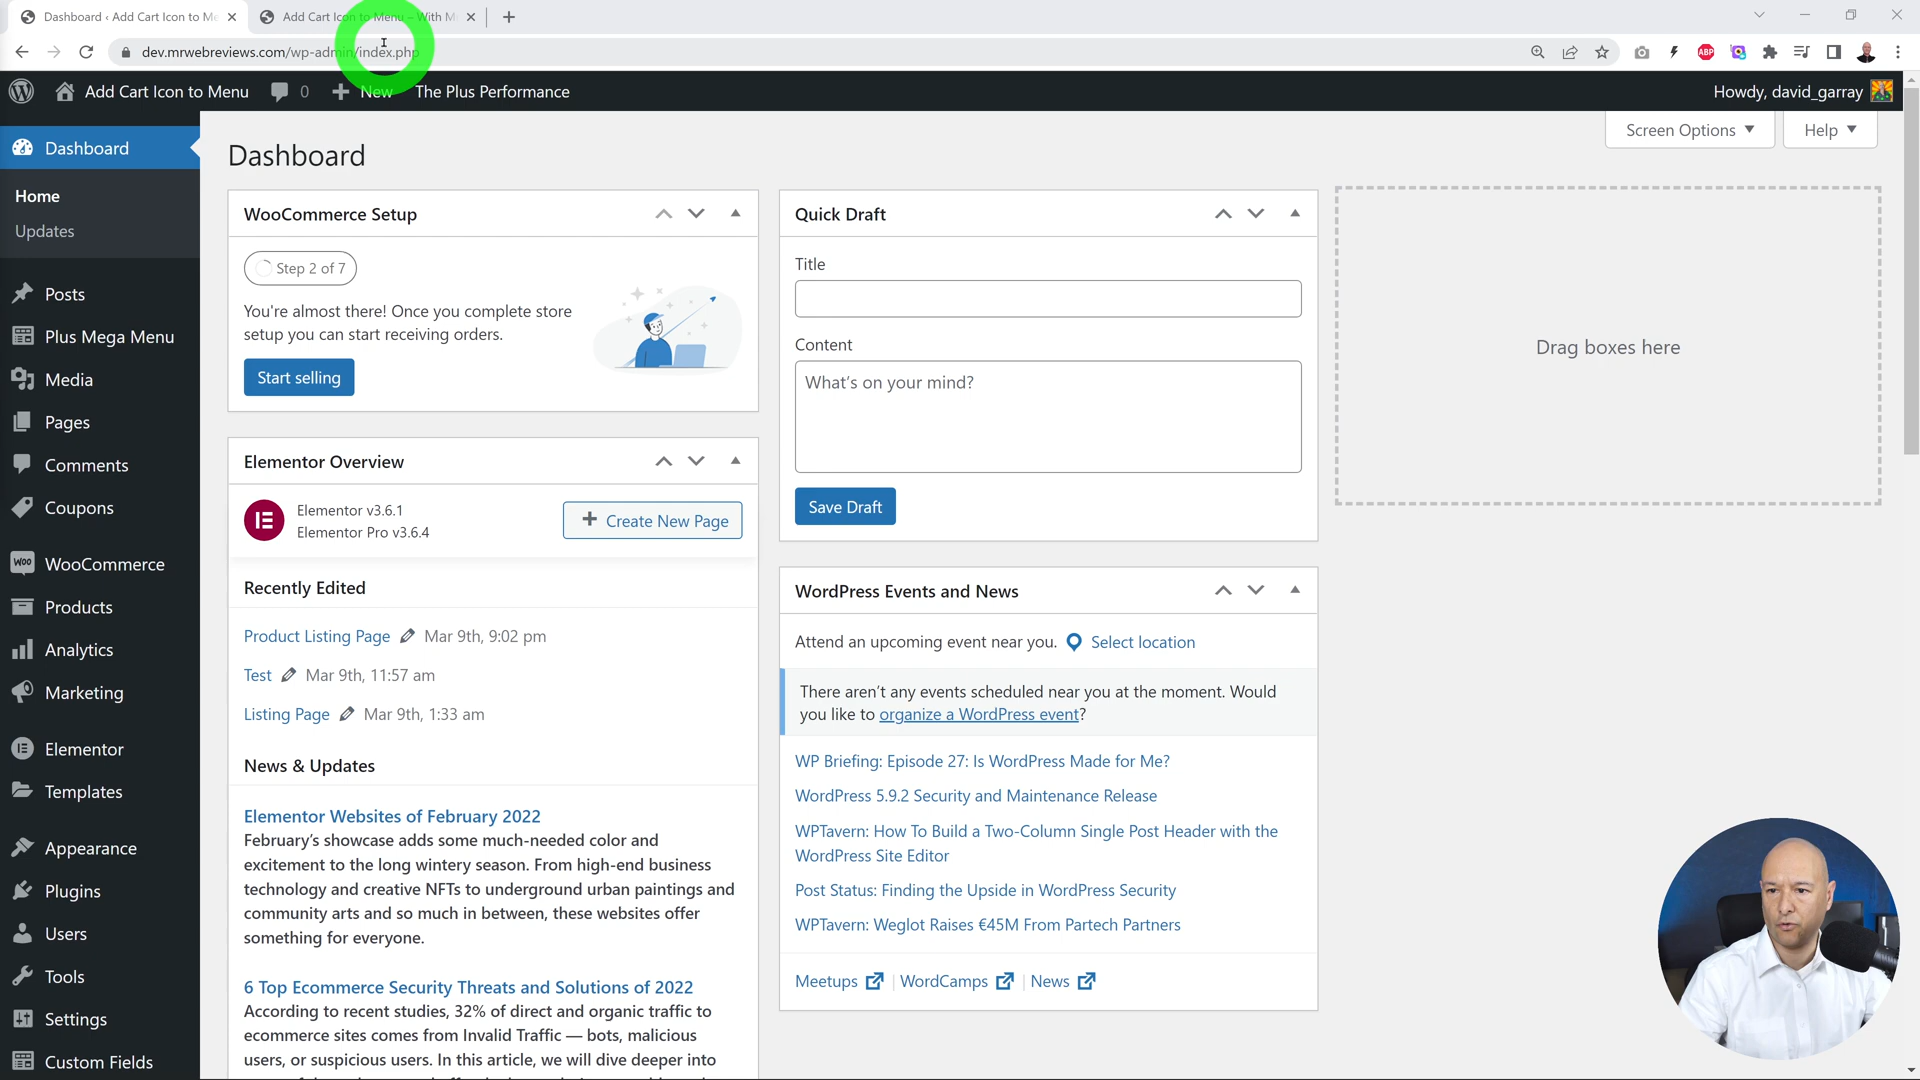 Dashboard ‹ Add Cart Icon to Me
Add Cart Icon to Menu – With M
dev.mrwebreviews.com/wp-admin/index.php
ABP
Add Cart Icon to Menu
0
New
The Plus Performance
Howdy, david_garray
Screen Options
Help
Dashboard
Home
Updates
Posts
Plus Mega Menu
Media
Pages
Comments
Coupons
Woo
WooCommerce
Products
Analytics
Marketing
Elementor
Templates
Appearance
Plugins
Users
Tools
Settings
Custom Fields
Dashboard
WooCommerce Setup
Step 2 of 7
You're almost there! Once you complete store
setup you can start receiving orders.
Start selling
Elementor Overview
Elementor v3.6.1
Elementor Pro v3.6.4
Create New Page
Recently Edited
Product Listing Page Mar 9th, 9:02 pm
Test Mar 9th, 11:57 am
Listing Page Mar 9th, 1:33 am
News & Updates
Elementor Websites of February 2022
February’s showcase adds some much-needed color and
excitement to the long wintery season. From high-end business
technology and creative NFTs to underground urban paintings and
community arts and so much in between, these websites offer
something for everyone.
6 Top Ecommerce Security Threats and Solutions of 2022
According to recent studies, 32% of direct and organic traffic to
ecommerce sites comes from Invalid Traffic — bots, malicious
users, or suspicious users. In this article, we will dive deeper into
Quick Draft
Title
Content
What’s on your mind?
Save Draft
WordPress Events and News
Attend an upcoming event near you. Select location
There aren’t any events scheduled near you at the moment. Would
you like to organize a WordPress event?
WP Briefing: Episode 27: Is WordPress Made for Me?
WordPress 5.9.2 Security and Maintenance Release
WPTavern: How To Build a Two-Column Single Post Header with the
WordPress Site Editor
Post Status: Finding the Upside in WordPress Security
WPTavern: Weglot Raises €45M From Partech Partners
Meetups | WordCamps | News
Drag boxes here